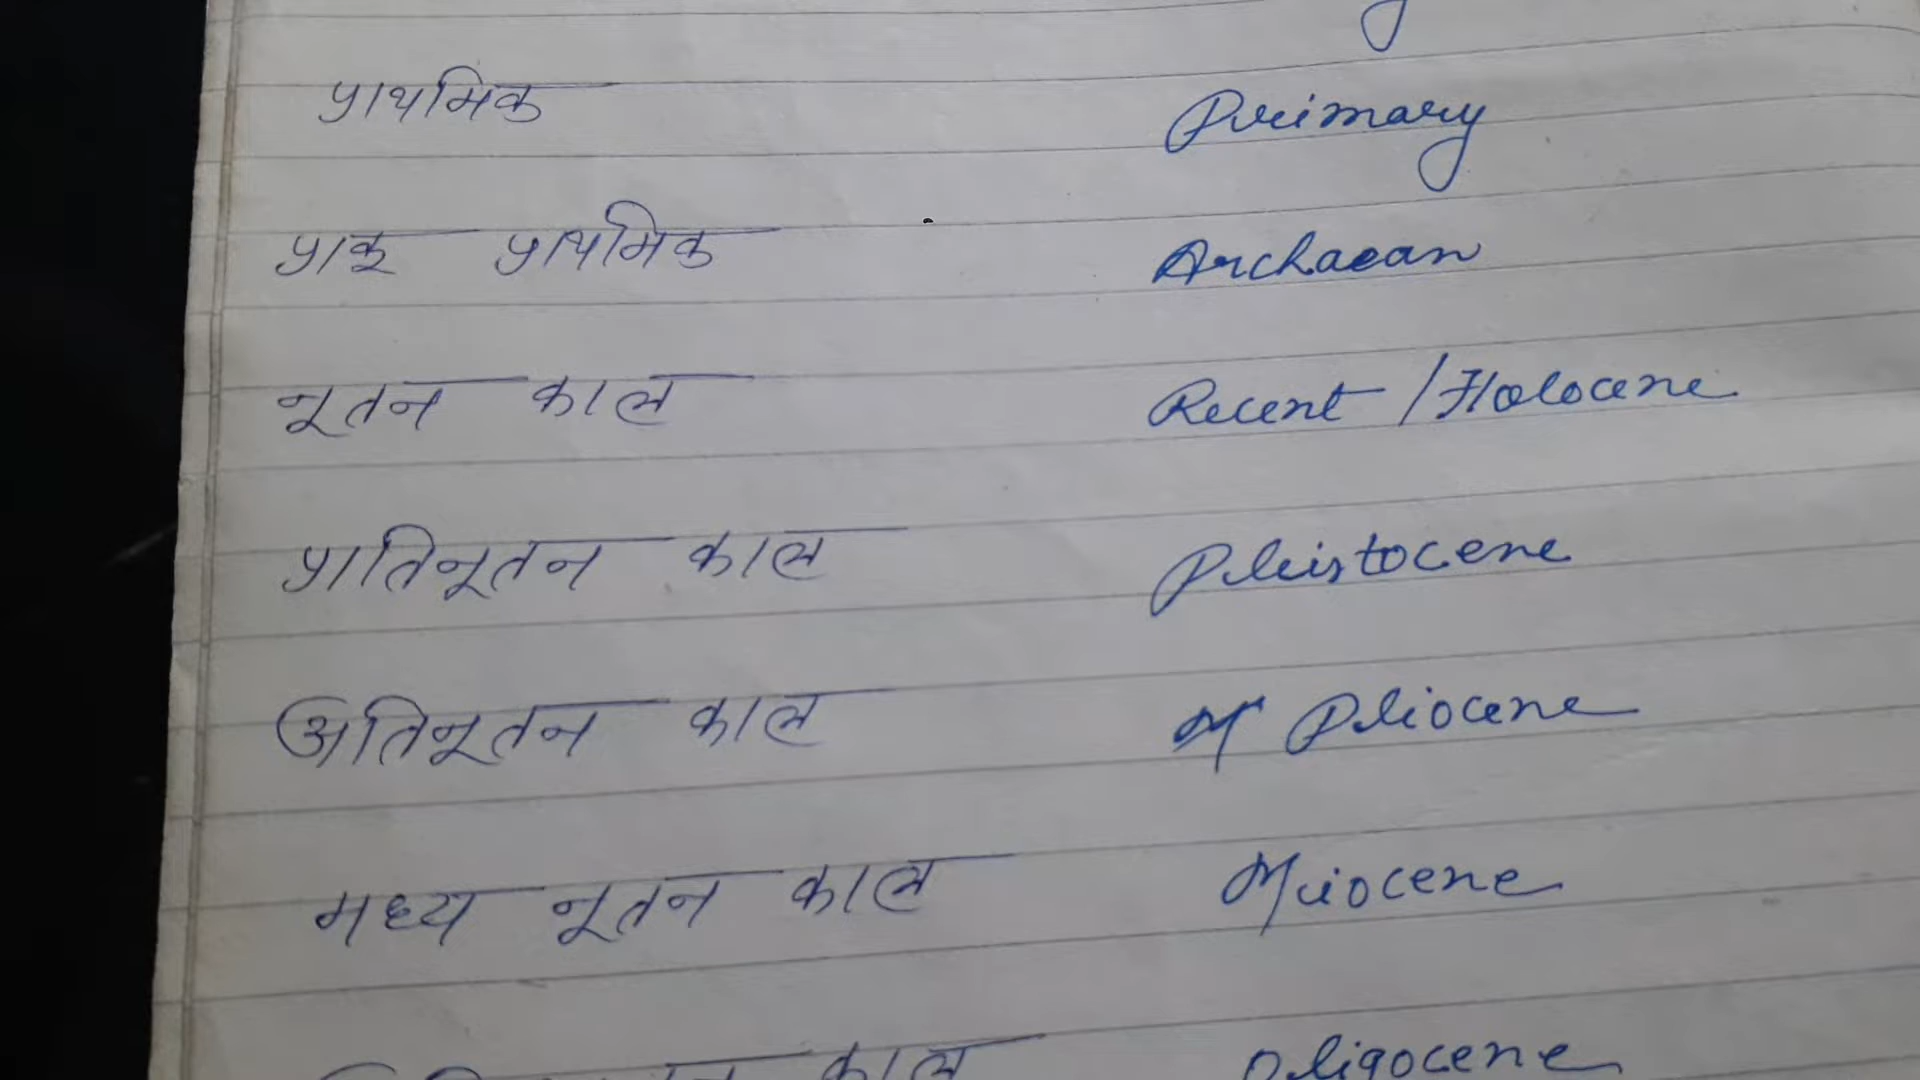 प्राथमिक Primary
प्राक् प्राथमिक Archaean
नूतन काल Recent / Holocene
प्रातिनूतन काल Pleistocene
अतिनूतन काल Pliocene
मध्य नूतन काल Miocene
काल Oligocene